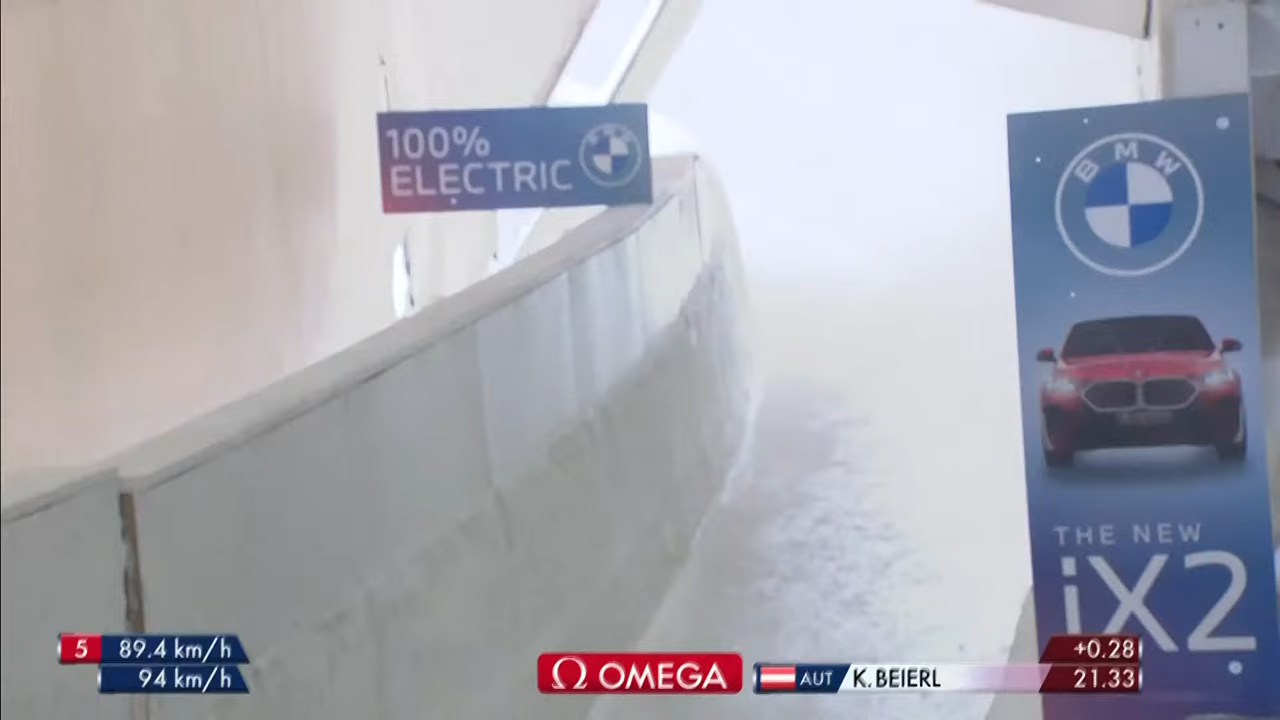 100%
ELECTRIC
BMW
BMW
THE NEW
iX2
5 89.4 km/h
94 km/h
Ω OMEGA
AUT K. BEIERL
+0.28
21.33